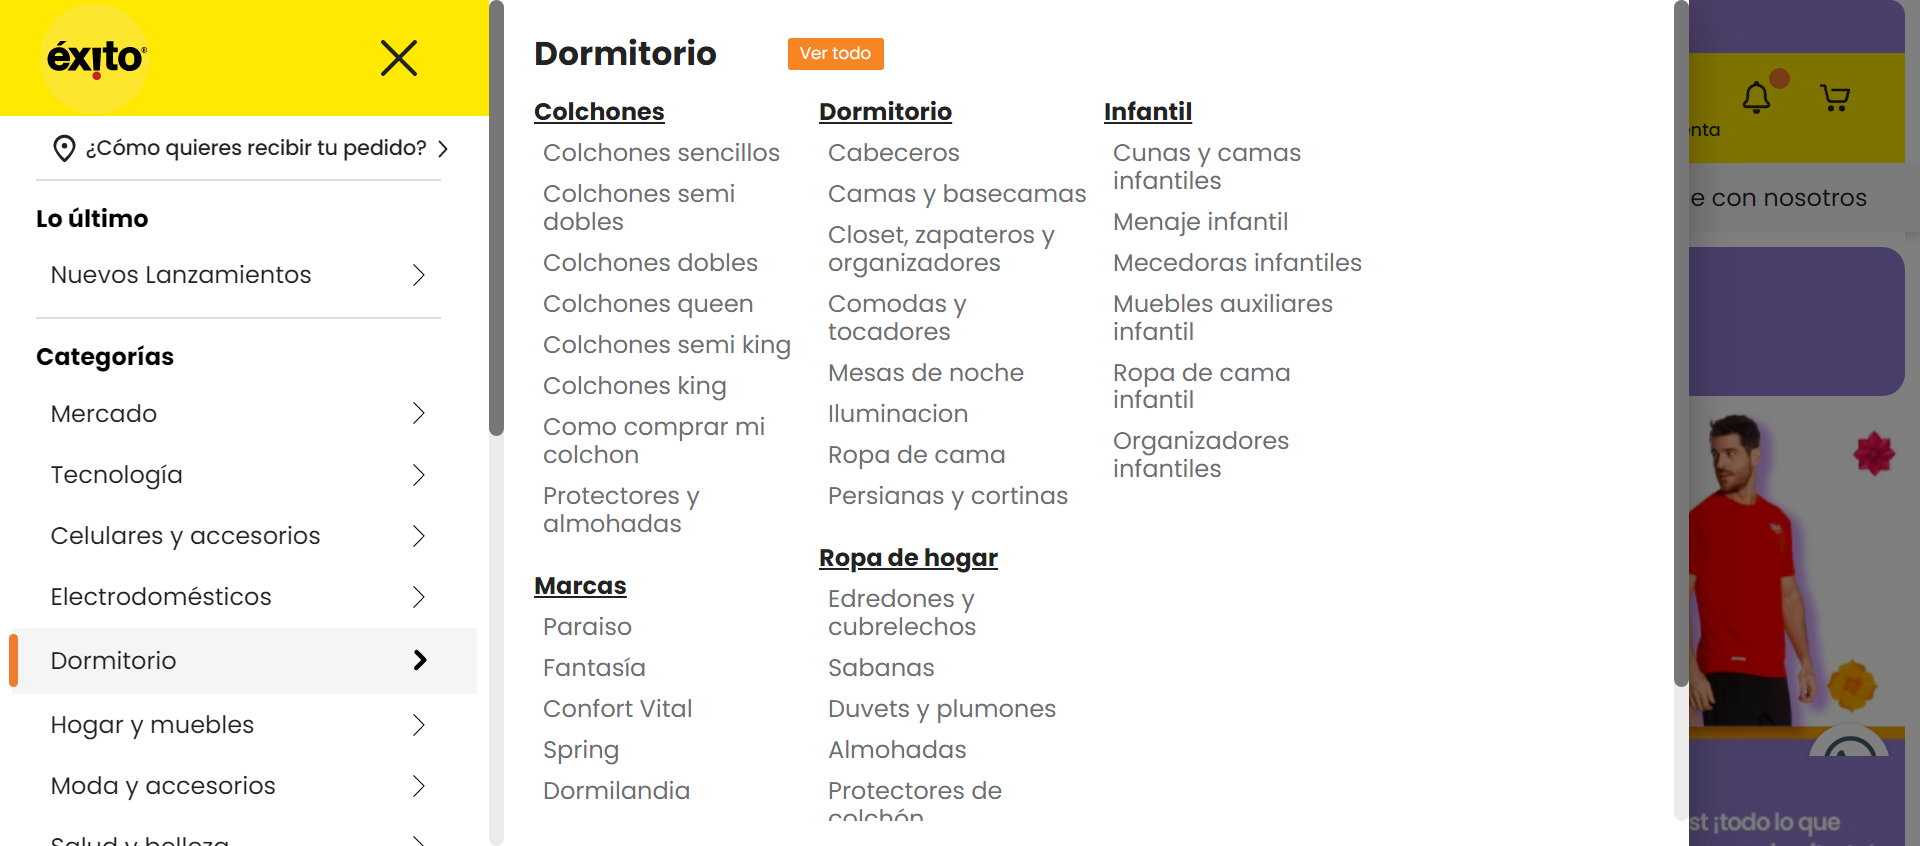 éxito®
¿Cómo quieres recibir tu pedido?
Lo último
Nuevos Lanzamientos
Categorías
Mercado
Tecnología
Celulares y accesorios
Electrodomésticos
Dormitorio
Hogar y muebles
Moda y accesorios
Salud y belleza
Dormitorio
Ver todo
Colchones
Colchones sencillos
Colchones semi
dobles
Colchones dobles
Colchones queen
Colchones semi king
Colchones king
Como comprar mi
colchon
Protectores y
almohadas
Marcas
Paraiso
Fantasía
Confort Vital
Spring
Dormilandia
Dormitorio
Cabeceros
Camas y basecamas
Closet, zapateros y
organizadores
Comodas y
tocadores
Mesas de noche
Iluminacion
Ropa de cama
Persianas y cortinas
Ropa de hogar
Edredones y
cubrelechos
Sabanas
Duvets y plumones
Almohadas
Protectores de
colchón
Infantil
Cunas y camas
infantiles
Menaje infantil
Mecedoras infantiles
Muebles auxiliares
infantil
Ropa de cama
infantil
Organizadores
infantiles
enta
e con nosotros
st ¡todo lo que